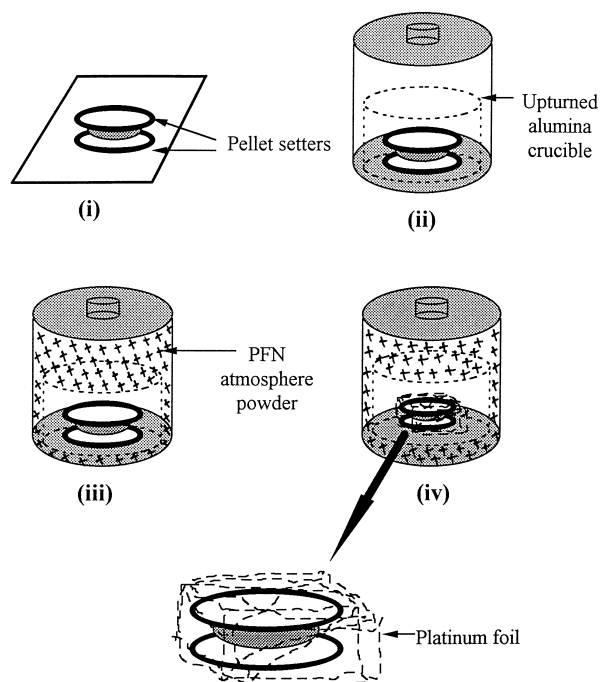 Pellet setters
(i)
Upturned
alumina
crucible
(ii)
PFN
atmosphere
powder
(iii)
(iv)
Platinum foil